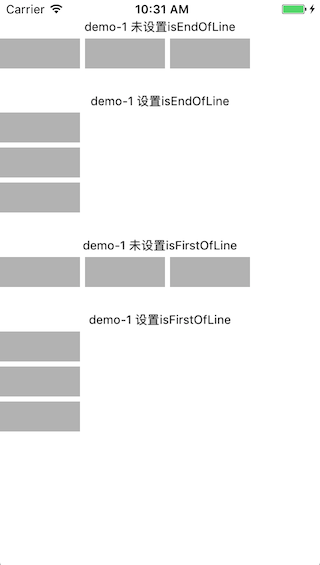 Carrier 10:31 AM
demo-1 未设置isEndOfLine
demo-1 设置isEndOfLine
demo-1 未设置isFirstOfLine
demo-1 设置isFirstOfLine